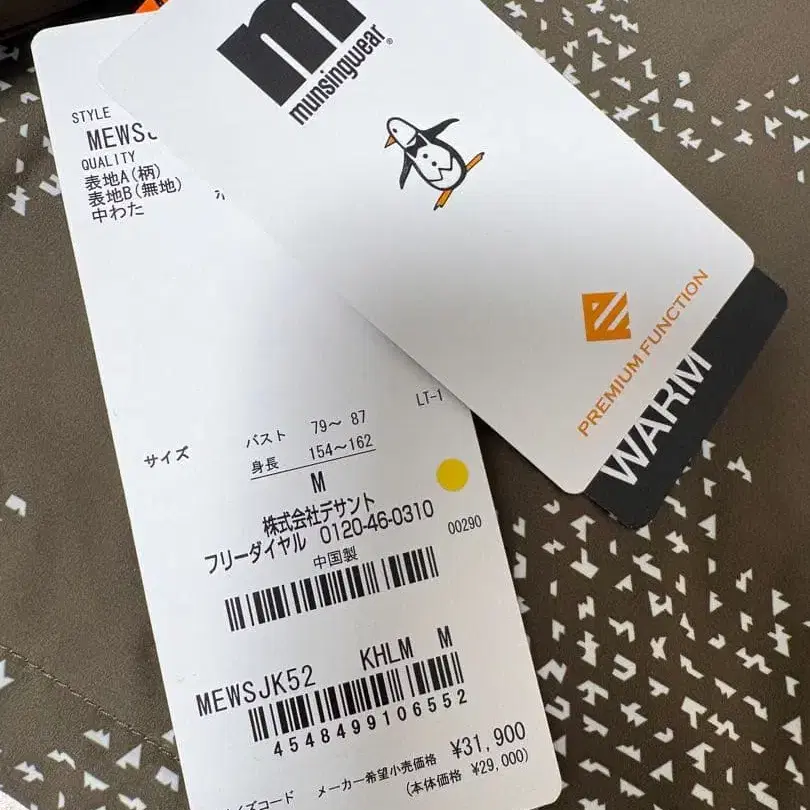 munsingwear®
PREMIUM FUNCTION
WARM
STYLE
QUALITY
表地A(柄)
表地B(無地)
中わた
LT-1
サイズ
バスト 79～ 87
身長 154～162
M
株式会社デサント
フリーダイヤル 0120-46-0310
中国製
00290
MEWSJK52 KHLM M
4548499106552
メーカー希望小売価格 ¥31,900
(本体価格 ¥29,000)